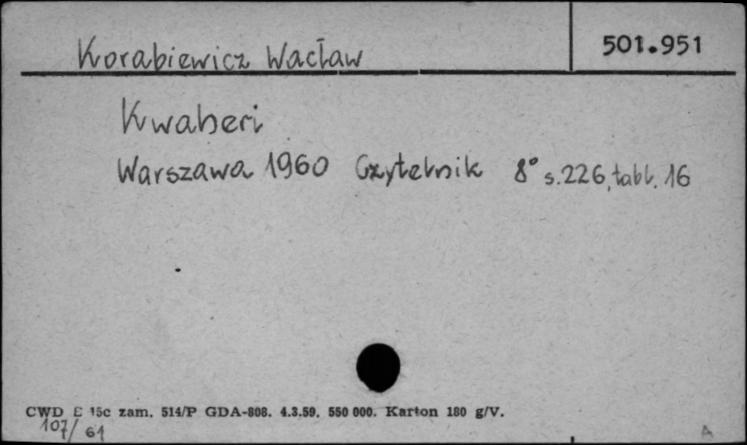 Korabiewicz Wacław 501.951
Kwaheri
Warszawa 1960 Czytelnik 8° s.226, tabl. 16
CWD E 15c zam. 514/P GDA-808. 4.3.59. 550 000. Karton 180 g/V.
107/61
A